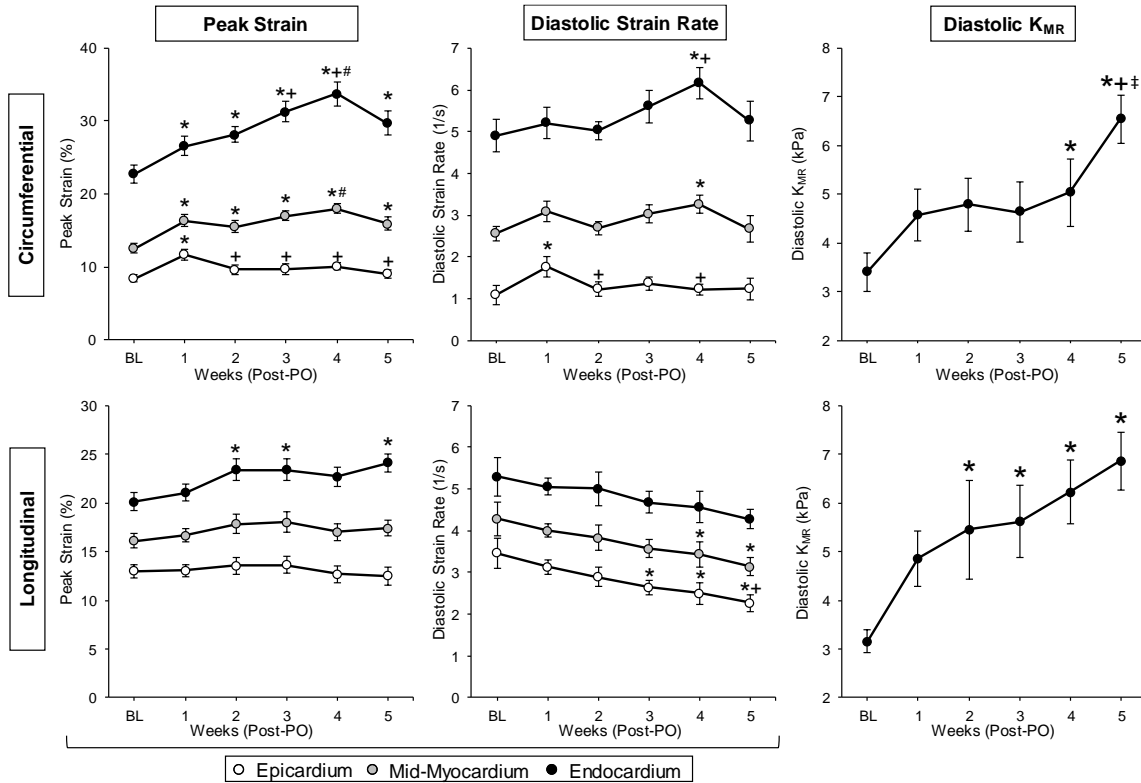 Peak Strain
Diastolic Strain Rate
Diastolic KMR
Circumferential
Peak Strain (%)
40
30
20
10
0
* * *+ *+# *
* * * *# *
* + + + +
BL 1 2 3 4 5
Weeks (Post-PO)
Diastolic Strain Rate (1/s)
7
6
5
4
3
2
1
0
*+
*
* + +
BL 1 2 3 4 5
Weeks (Post-PO)
Diastolic KMR (kPa)
8
7
6
5
4
3
2
* *+‡
BL 1 2 3 4 5
Weeks (Post-PO)
Longitudinal
Peak Strain (%)
30
25
20
15
10
5
0
* * *
BL 1 2 3 4 5
Weeks (Post-PO)
Diastolic Strain Rate (1/s)
7
6
5
4
3
2
1
0
* *
* * *+
BL 1 2 3 4 5
Weeks (Post-PO)
Diastolic KMR (kPa)
8
7
6
5
4
3
2
* * * *
BL 1 2 3 4 5
Weeks (Post-PO)
Epicardium Mid-Myocardium Endocardium